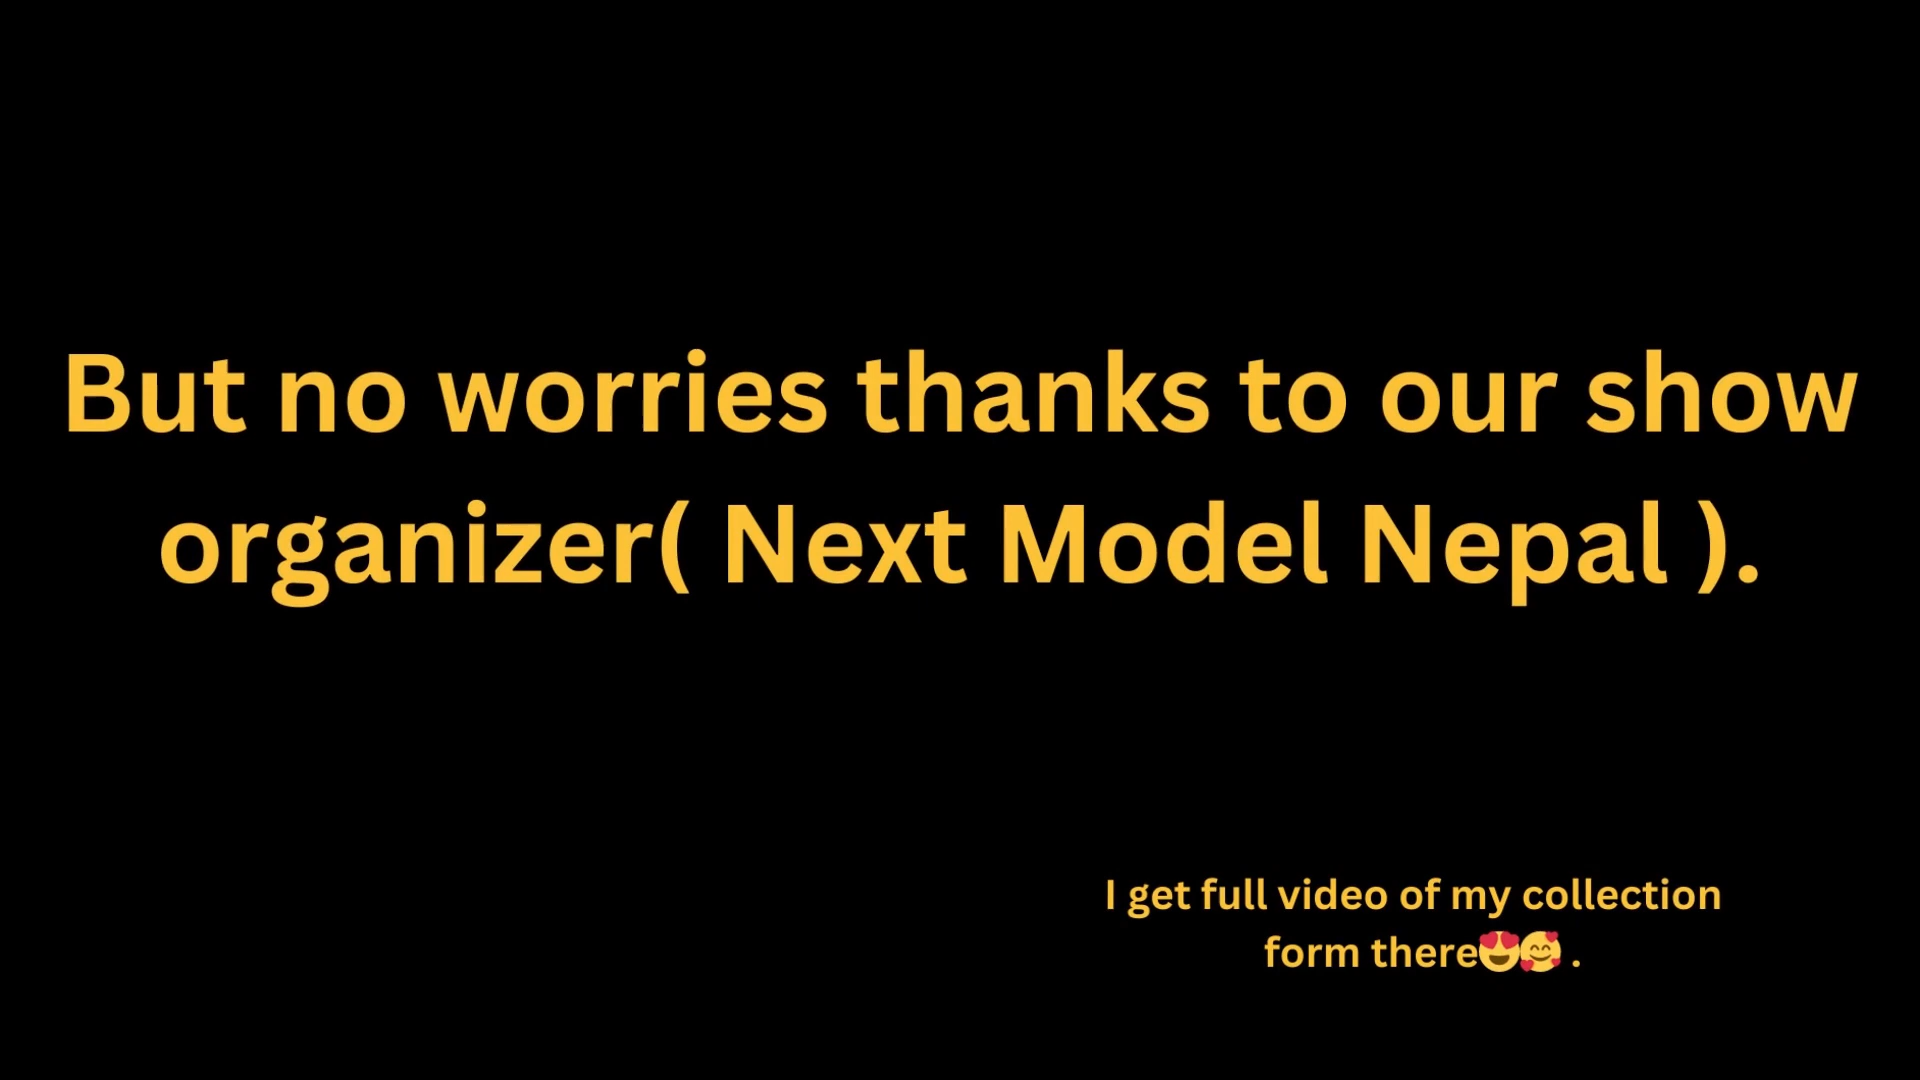 But no worries thanks to our show
organizer( Next Model Nepal ).
I get full video of my collection
form there😍🥰 .